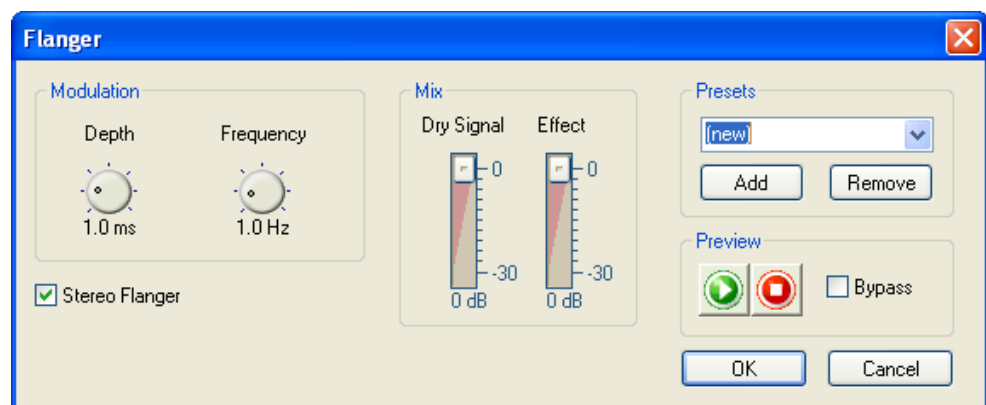 Flanger
Modulation
Depth
Frequency
1.0 ms
1.0 Hz
Stereo Flanger
Mix
Dry Signal
Effect
0
-30
0 dB
0
-30
0 dB
Presets
(new)
Add
Remove
Preview
Bypass
OK
Cancel